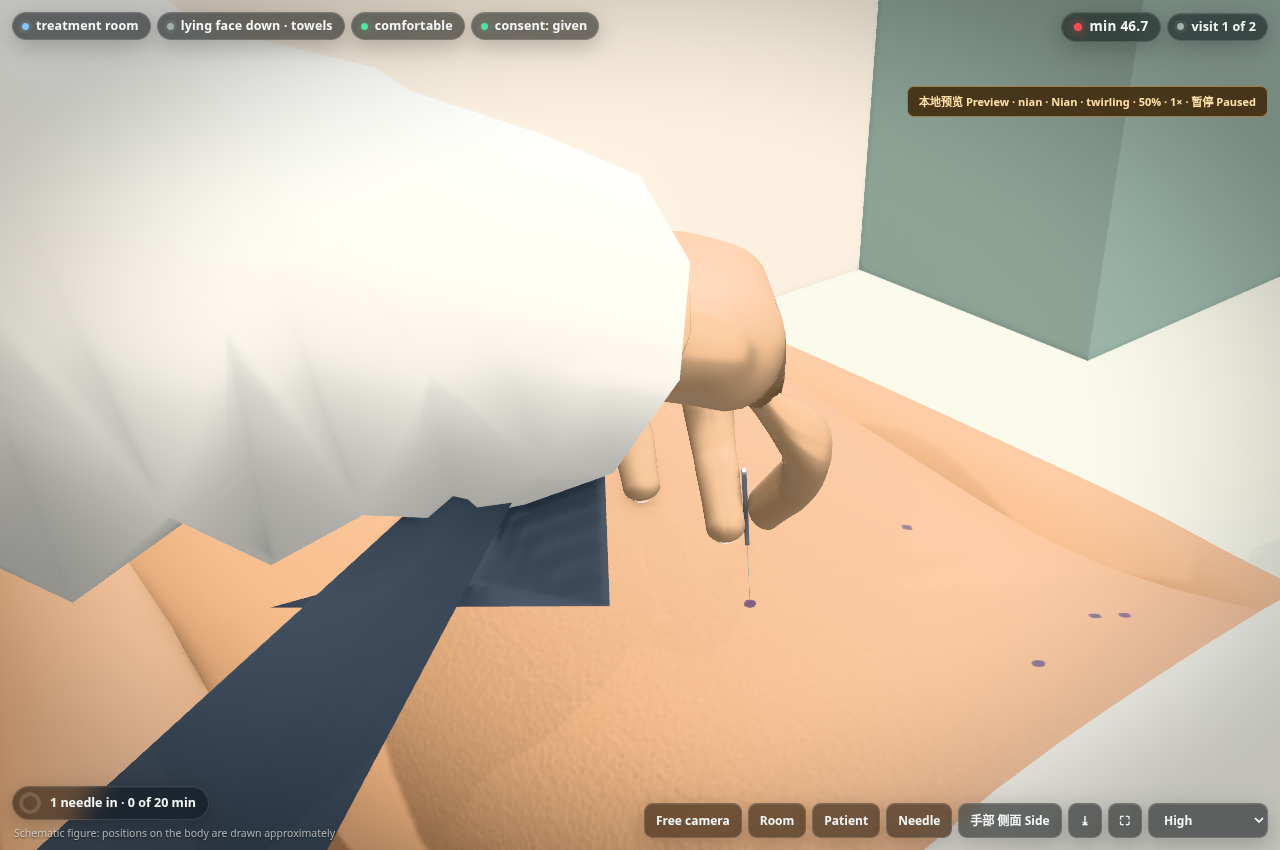 treatment room
lying face down · towels
comfortable
consent: given
min 46.7
visit 1 of 2
本地预览 Preview · nian · Nian · twirling · 50% · 1× · 暂停 Paused
1 needle in · 0 of 20 min
Schematic figure: positions on the body are drawn approximately
Free camera
Room
Patient
Needle
手部 侧面 Side
High